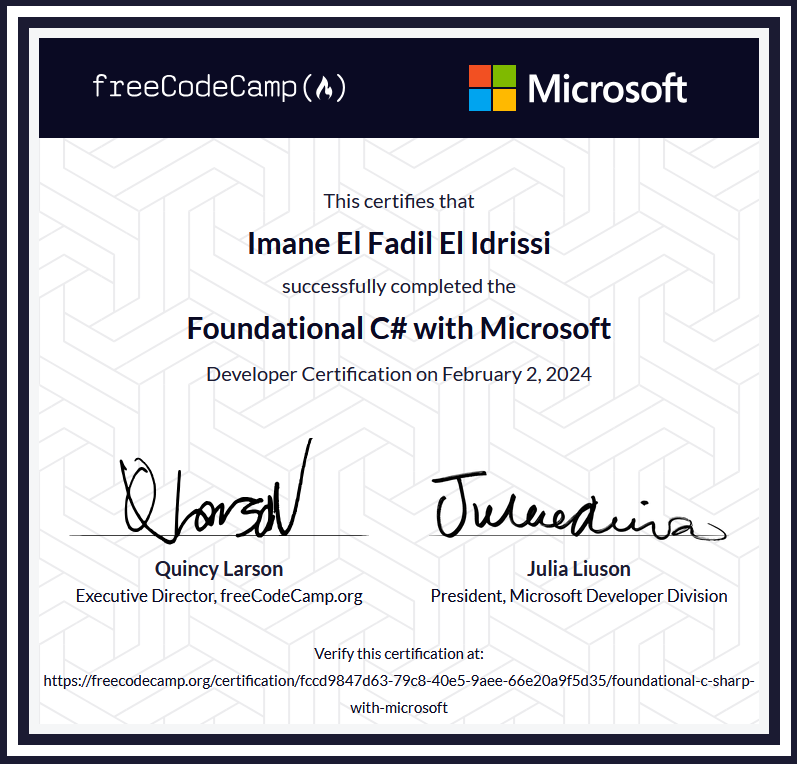 freeCodeCamp(🔥) Microsoft
This certifies that
Imane El Fadil El Idrissi
successfully completed the
Foundational C# with Microsoft
Developer Certification on February 2, 2024
Quincy Larson Julia Liuson
Executive Director, freeCodeCamp.org President, Microsoft Developer Division
Verify this certification at:
https://freecodecamp.org/certification/fccd9847d63-79c8-40e5-9aee-66e20a9f5d35/foundational-c-sharp-
with-microsoft